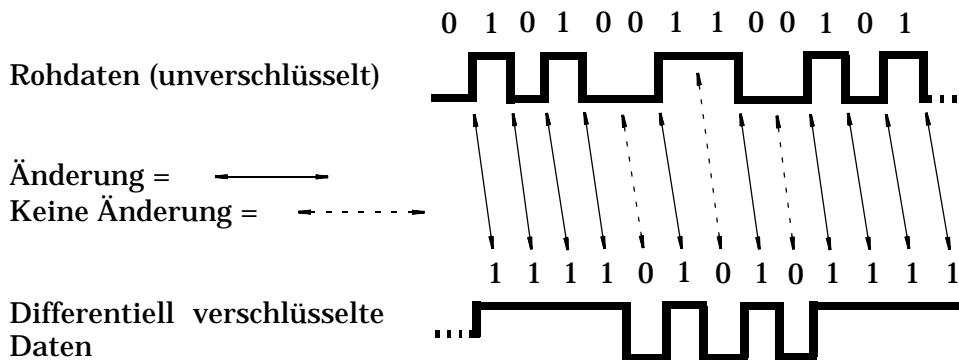 0 1 0 1 0 0 1 1 0 0 1 0 1
Rohdaten (unverschlüsselt)
Änderung =
Keine Änderung =
1 1 1 1 0 1 0 1 0 1 1 1 1
Differentiell verschlüsselte
Daten